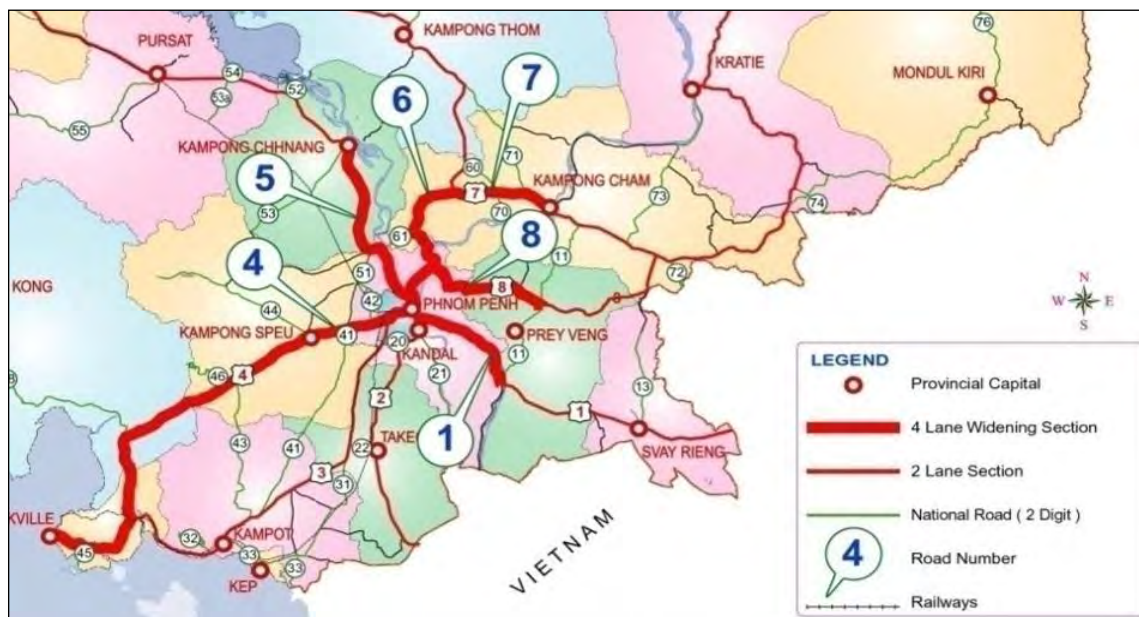 76
KAMPONG THOM
PURSAT
KRATIE
MONDUL KIRI
54
52
53a
55
6
7
KAMPONG CHHNANG
5
60
71
KAMPONG CHAM
7
70
73
74
53
61
8
4
51
11
72
KONG
42
PHNOM PENH
8
8
44
KAMPONG SPEU
41
20
KANDAL
PREY VENG
11
46
4
21
2
13
1
1
TAKE
SVAY RIENG
43
41
22
3
31
KVILLE
45
32
KAMPOT
33
33
KEP
VIETNAM
N
W E
S
LEGEND
Provincial Capital
4 Lane Widening Section
2 Lane Section
National Road ( 2 Digit )
4
Road Number
Railways